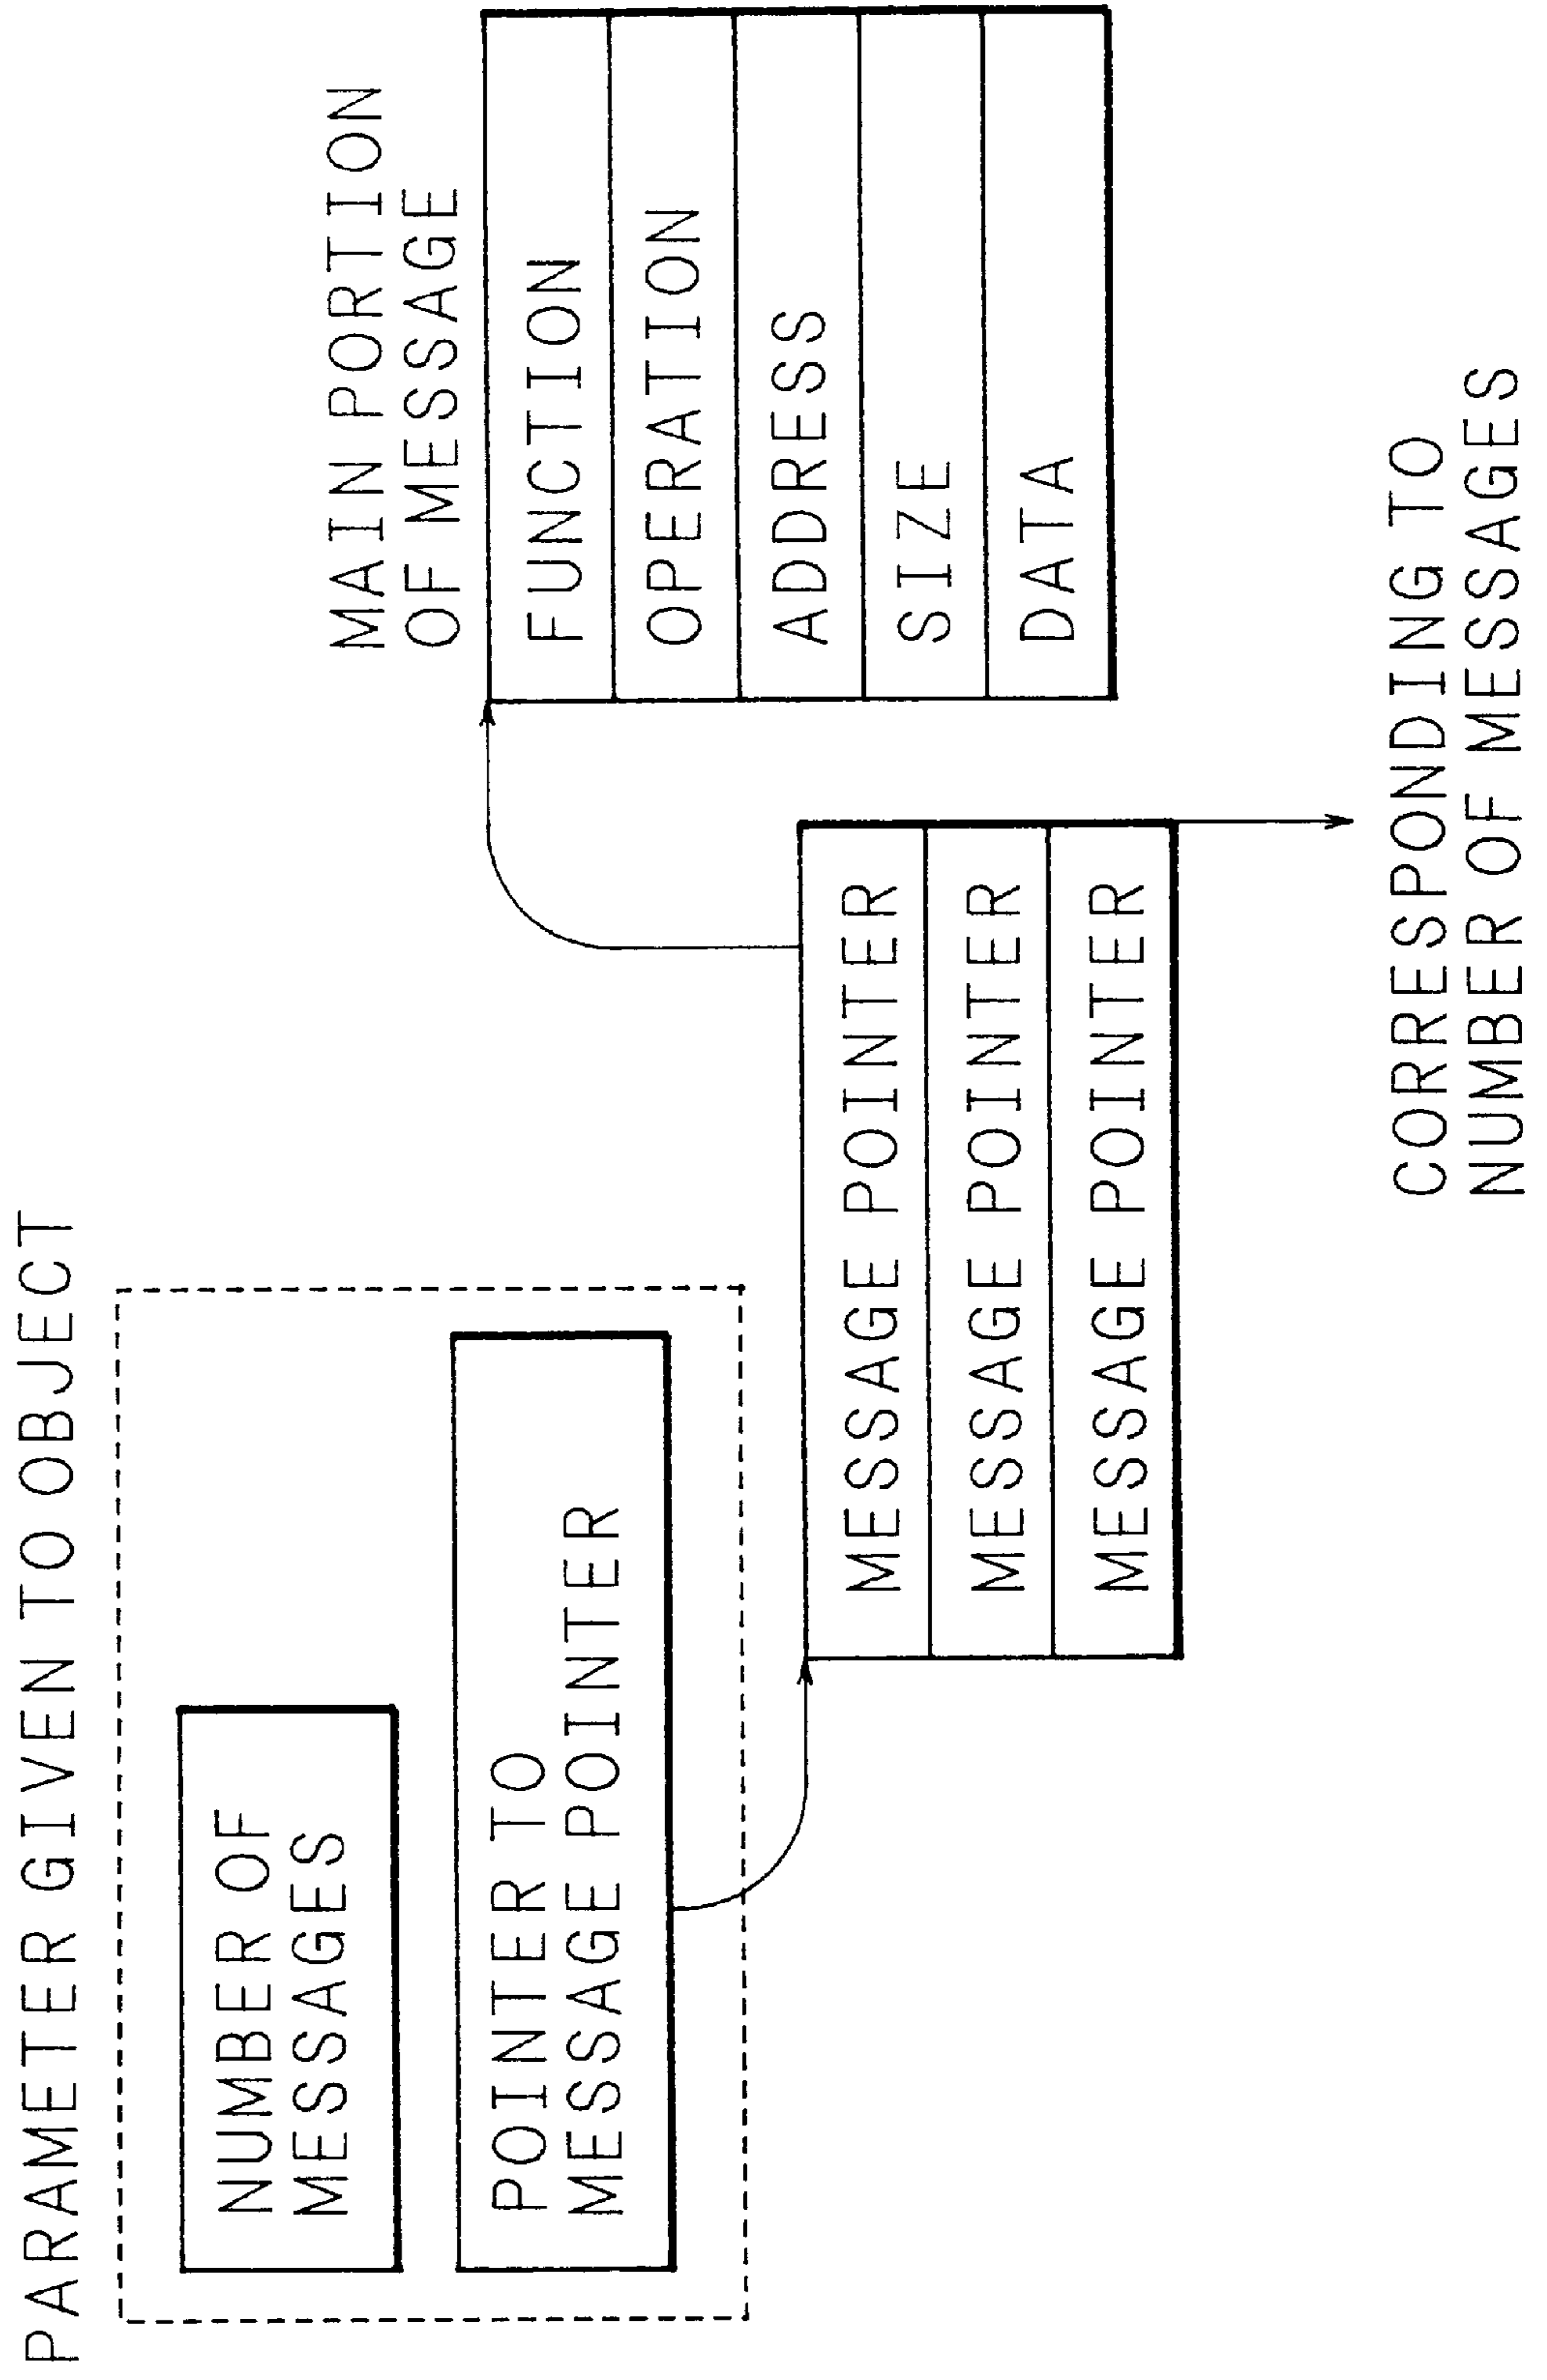 PARAMETER GIVEN TO OBJECT
NUMBER OF
MESSAGES
POINTER TO
MESSAGE POINTER
MESSAGE POINTER
MESSAGE POINTER
MESSAGE POINTER
CORRESPONDING TO
NUMBER OF MESSAGES
MAIN PORTION
OF MESSAGE
FUNCTION
OPERATION
ADDRESS
SIZE
DATA